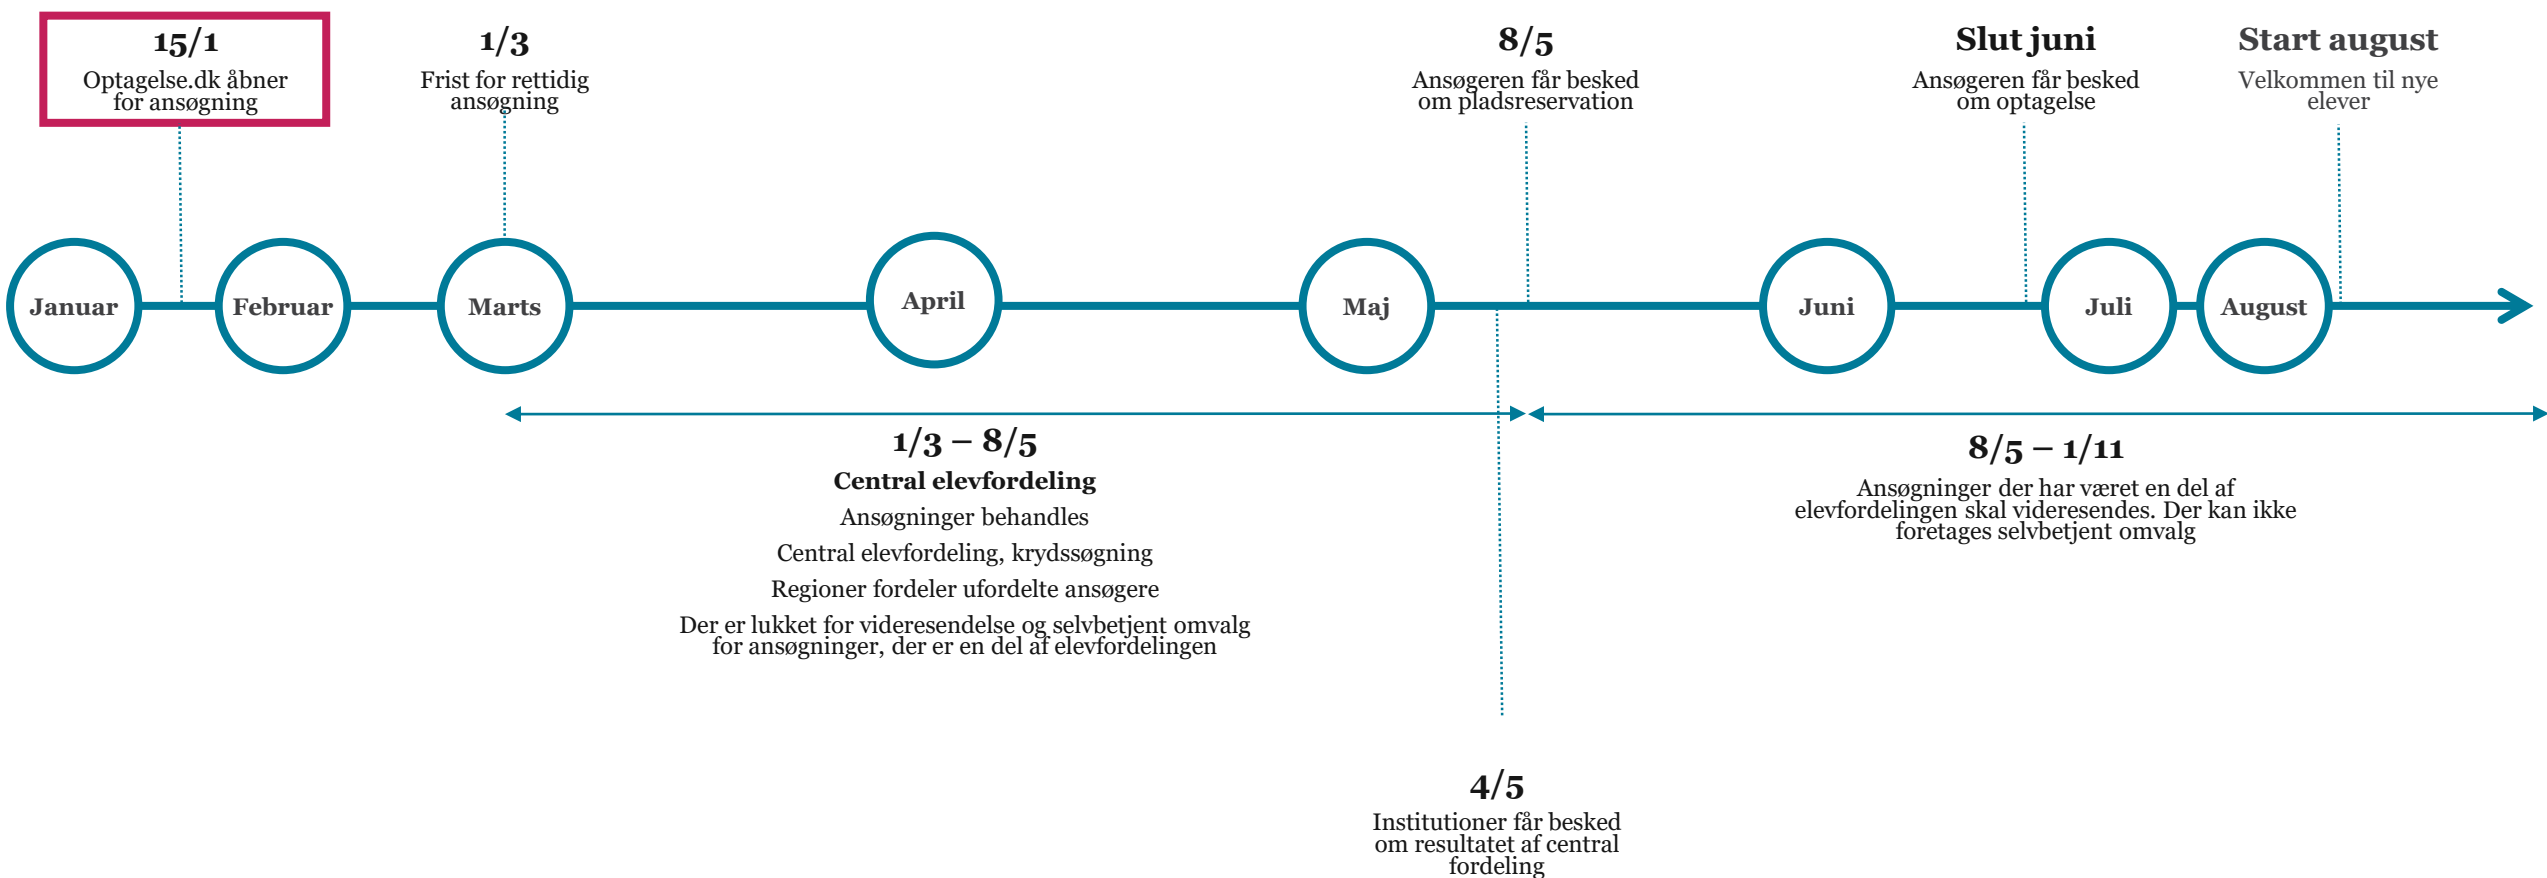 15/1
Optagelse.dk åbner
for ansøgning
1/3
Frist for rettidig
ansøgning
8/5
Ansøgeren får besked
om pladsreservation
Slut juni
Ansøgeren får besked
om optagelse
Start august
Velkommen til nye
elever
Januar
Februar
Marts
April
Maj
Juni
Juli
August
1/3 – 8/5
Central elevfordeling
Ansøgninger behandles
Central elevfordeling, krydssøgning
Regioner fordeler ufordelte ansøgere
Der er lukket for videresendelse og selvbetjent omvalg
for ansøgninger, der er en del af elevfordelingen
8/5 – 1/11
Ansøgninger der har været en del af
elevfordelingen skal videresendes. Der kan ikke
foretages selvbetjent omvalg
4/5
Institutioner får besked
om resultatet af central
fordeling